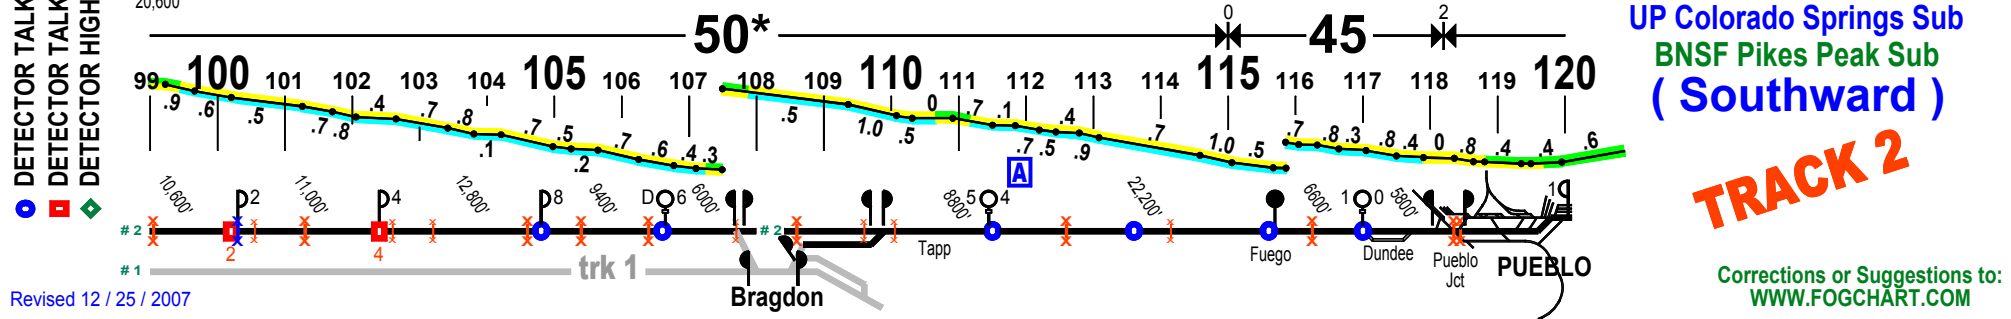 20,600
DETECTOR TALK
DETECTOR TALK
DETECTOR HIGH
50*
0
45
2
UP Colorado Springs Sub
BNSF Pikes Peak Sub
( Southward )
99 100 101 102 103 104 105 106 107 108 109 110 111 112 113 114 115 116 117 118 119 120
.9 .6 .5 .7 .8 .4 .7 .8 .1 .7 .5 .2 .7 .6 .4 .3 .5 1.0 .5 0 .7 .1 .7 .5 .4 .9 .7 1.0 .5 .7 .8 .3 .8 .4 0 .8 .4 .4 .6
A
TRACK 2
10,600' 11,000' 12,800' 9400' 6000' 8800' 22,200' 6600' 5800'
2 4 8 D 6 5 4 1 0 1
# 2 # 2
2 4
Tapp Fuego Dundee Pueblo Jct PUEBLO
# 1 trk 1
Bragdon
Revised 12 / 25 / 2007
Corrections or Suggestions to:
WWW.FOGCHART.COM